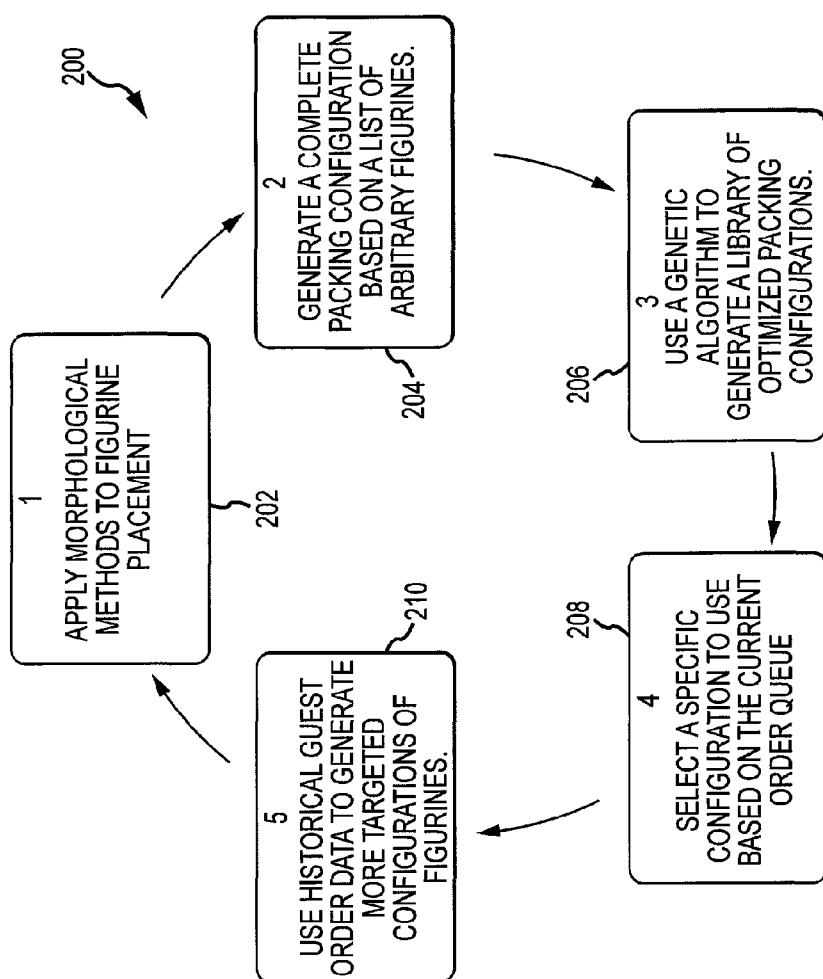 200
1
APPLY MORPHOLOGICAL
METHODS TO FIGURINE
PLACEMENT
202
2
GENERATE A COMPLETE
PACKING CONFIGURATION
BASED ON A LIST OF
ARBITRARY FIGURINES.
204
3
USE A GENETIC
ALGORITHM TO
GENERATE A LIBRARY OF
OPTIMIZED PACKING
CONFIGURATIONS.
206
4
SELECT A SPECIFIC
CONFIGURATION TO USE
BASED ON THE CURRENT
ORDER QUEUE
208
5
USE HISTORICAL GUEST
ORDER DATA TO GENERATE
MORE TARGETED
CONFIGURATIONS OF
FIGURINES.
210